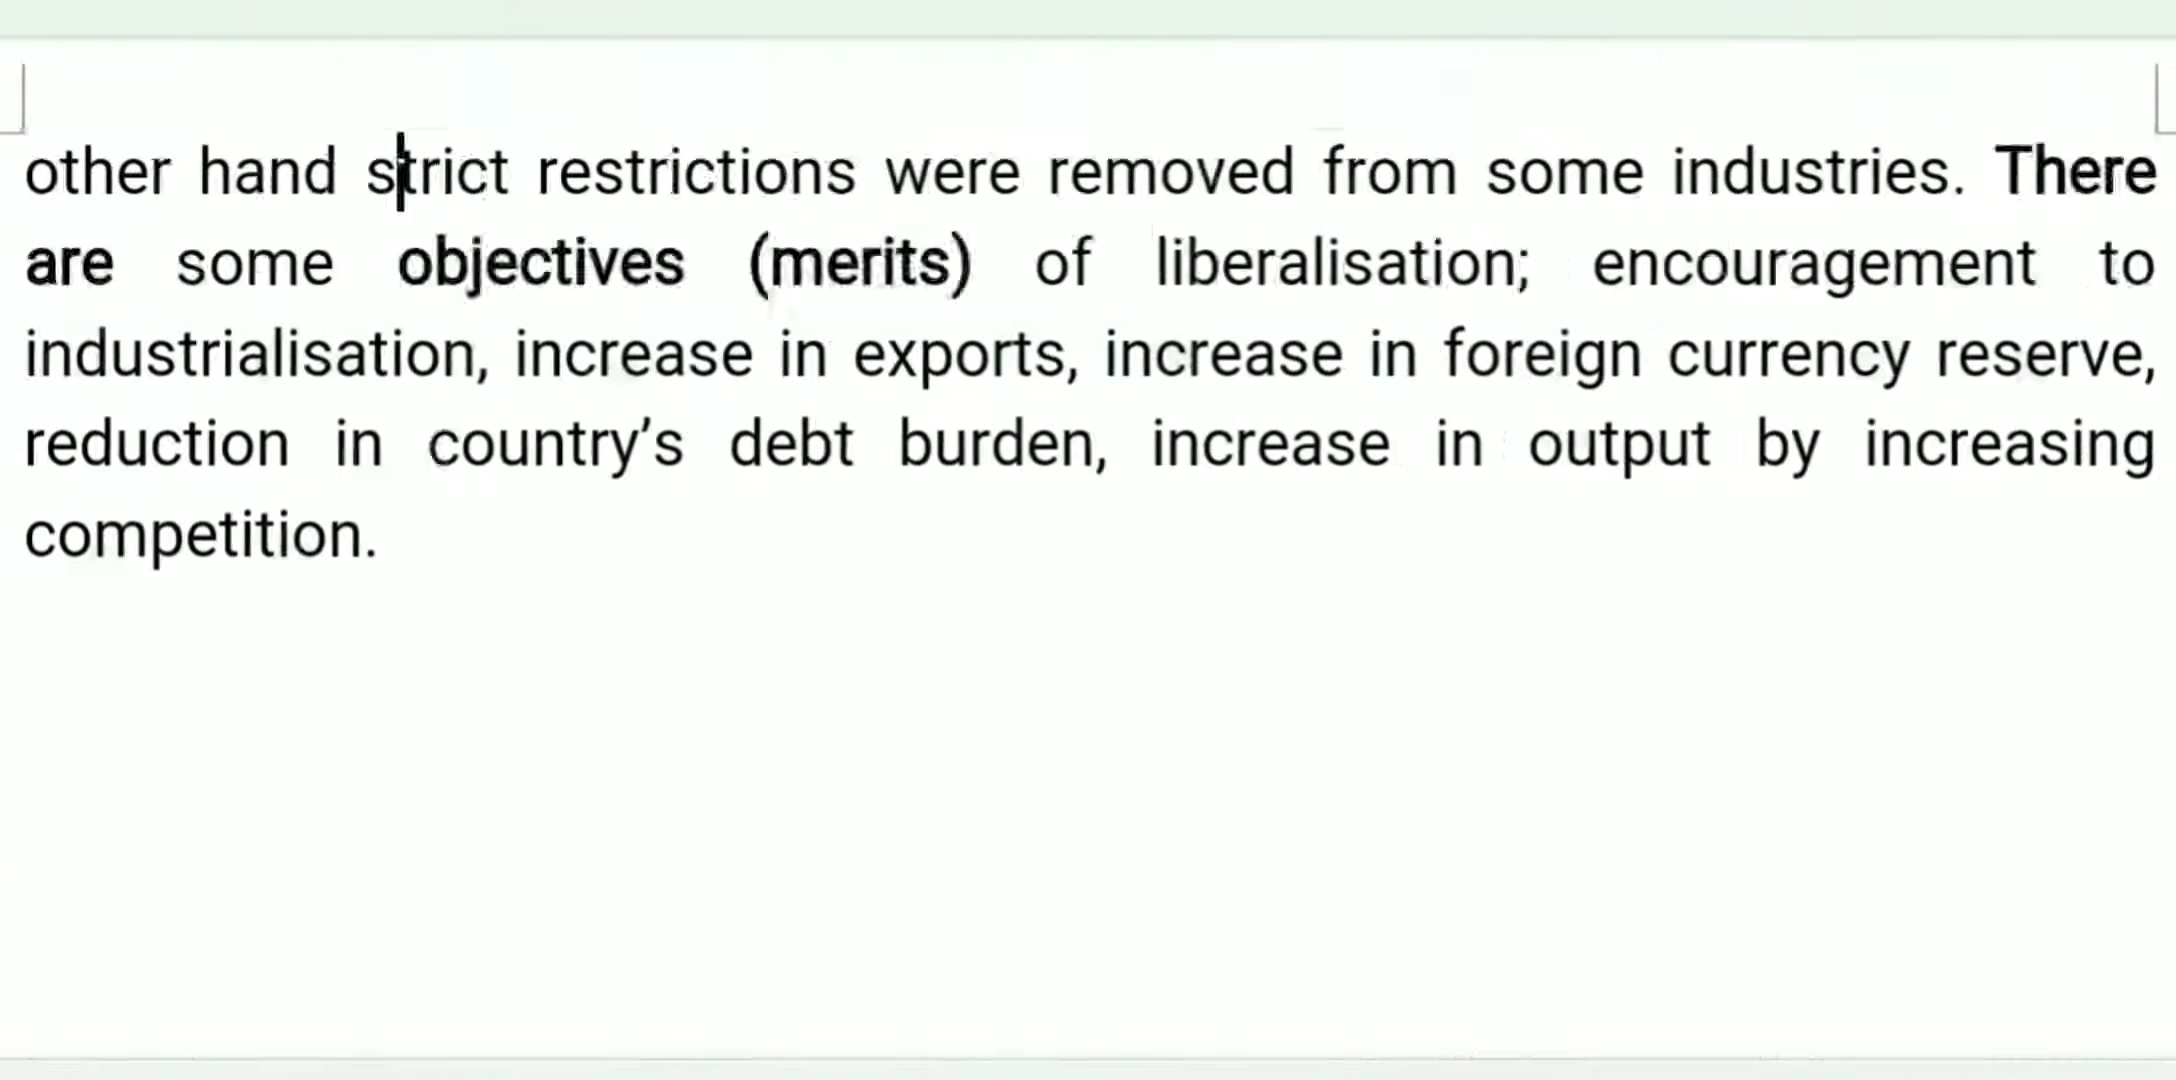 other hand strict restrictions were removed from some industries. There
are some objectives (merits) of liberalisation; encouragement to
industrialisation, increase in exports, increase in foreign currency reserve,
reduction in country’s debt burden, increase in output by increasing
competition.